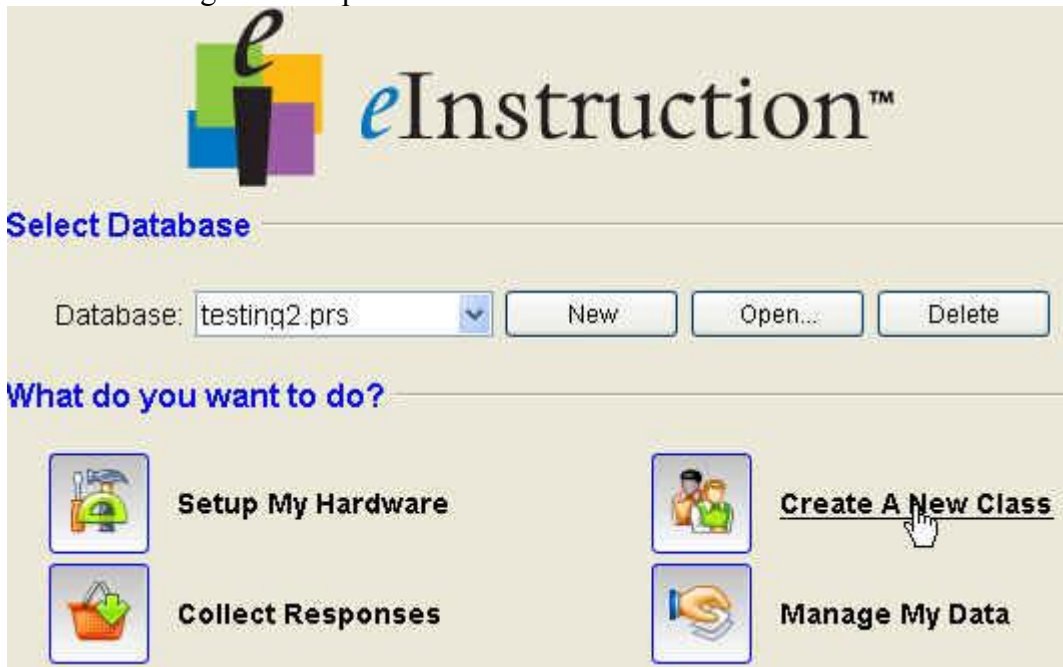 eInstruction™
Select Database
Database: testing2.prs New Open... Delete
What do you want to do?
Setup My Hardware Create A New Class
Collect Responses Manage My Data